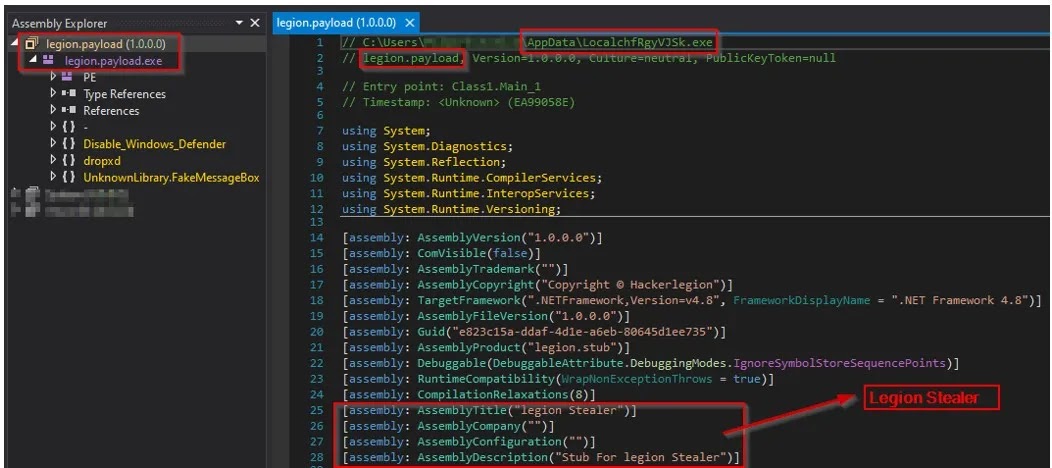 Assembly Explorer
legion.payload (1.0.0.0)
legion.payload.exe
PE
Type References
References
{ } -
{ } Disable_Windows_Defender
{ } dropxd
{ } UnknownLibrary.FakeMessageBox
legion.payload (1.0.0.0) ×
1 // C:\Users\ \AppData\LocalchfRgyVJSk.exe
2 // legion.payload, Version=1.0.0.0, Culture=neutral, PublicKeyToken=null
3
4 // Entry point: Class1.Main_1
5 // Timestamp: <Unknown> (EA99058E)
6
7 using System;
8 using System.Diagnostics;
9 using System.Reflection;
10 using System.Runtime.CompilerServices;
11 using System.Runtime.InteropServices;
12 using System.Runtime.Versioning;
13
14 [assembly: AssemblyVersion("1.0.0.0")]
15 [assembly: ComVisible(false)]
16 [assembly: AssemblyTrademark("")]
17 [assembly: AssemblyCopyright("Copyright © Hackerlegion")]
18 [assembly: TargetFramework(".NETFramework,Version=v4.8", FrameworkDisplayName = ".NET Framework 4.8")]
19 [assembly: AssemblyFileVersion("1.0.0.0")]
20 [assembly: Guid("e823c15a-ddaf-4d1e-a6eb-80645d1ee735")]
21 [assembly: AssemblyProduct("legion.stub")]
22 [assembly: Debuggable(DebuggableAttribute.DebuggingModes.IgnoreSymbolStoreSequencePoints)]
23 [assembly: RuntimeCompatibility(WrapNonExceptionThrows = true)]
24 [assembly: CompilationRelaxations(8)]
25 [assembly: AssemblyTitle("legion Stealer")]
26 [assembly: AssemblyCompany("")]
27 [assembly: AssemblyConfiguration("")]
28 [assembly: AssemblyDescription("Stub For legion Stealer")]
Legion Stealer